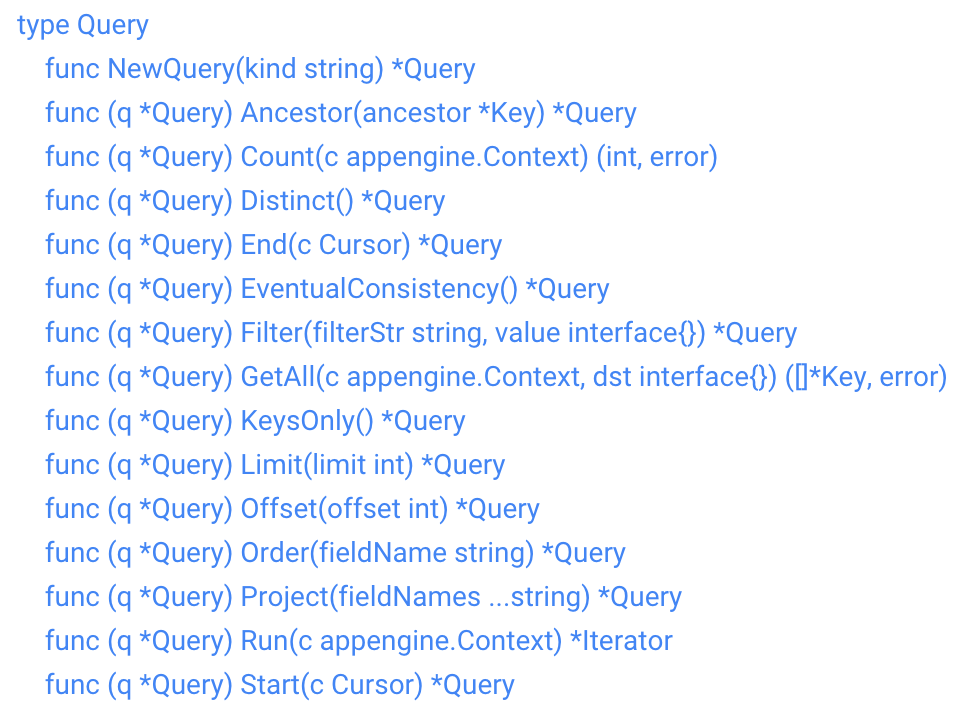 type Query
func NewQuery(kind string) *Query
func (q *Query) Ancestor(ancestor *Key) *Query
func (q *Query) Count(c appengine.Context) (int, error)
func (q *Query) Distinct() *Query
func (q *Query) End(c Cursor) *Query
func (q *Query) EventualConsistency() *Query
func (q *Query) Filter(filterStr string, value interface{}) *Query
func (q *Query) GetAll(c appengine.Context, dst interface{}) ([]*Key, error)
func (q *Query) KeysOnly() *Query
func (q *Query) Limit(limit int) *Query
func (q *Query) Offset(offset int) *Query
func (q *Query) Order(fieldName string) *Query
func (q *Query) Project(fieldNames ...string) *Query
func (q *Query) Run(c appengine.Context) *Iterator
func (q *Query) Start(c Cursor) *Query